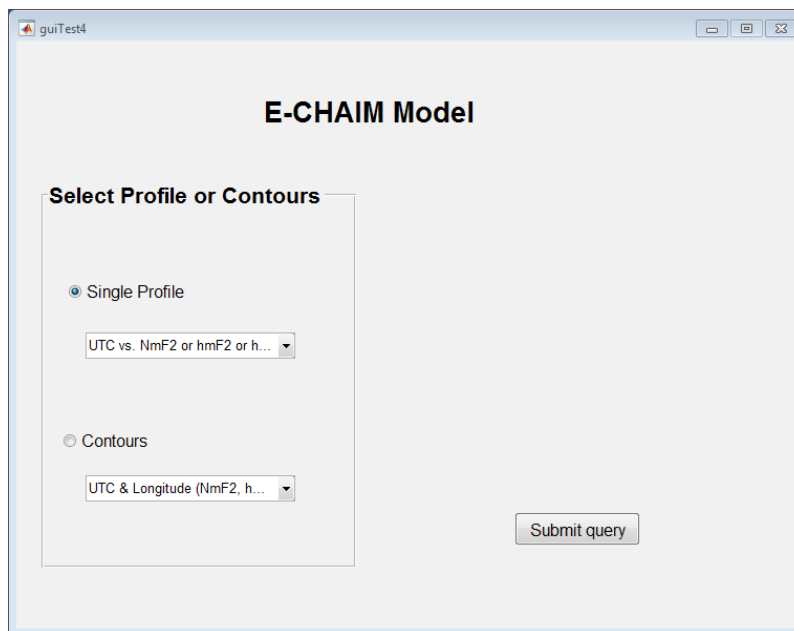 guiTest4
E-CHAIM Model
Select Profile or Contours
Single Profile
UTC vs. NmF2 or hmF2 or h...
Contours
UTC & Longitude (NmF2, h...
Submit query